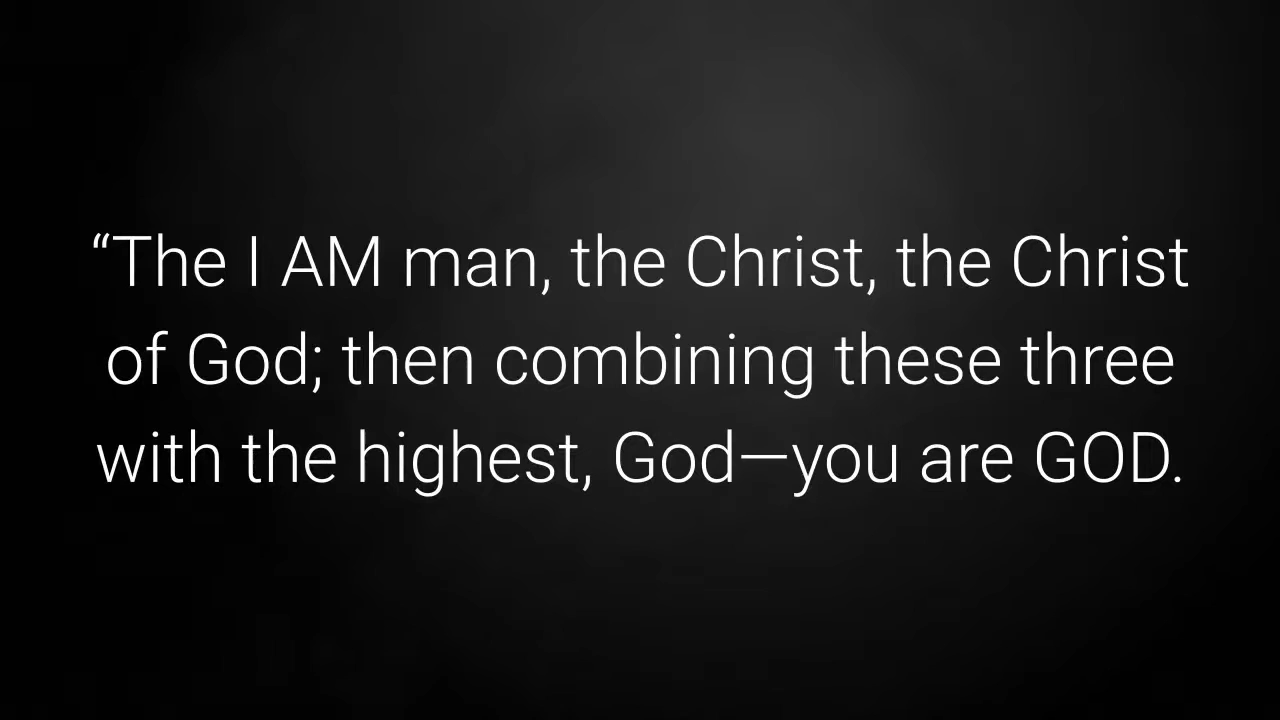 “The I AM man, the Christ, the Christ
of God; then combining these three
with the highest, God—you are GOD.